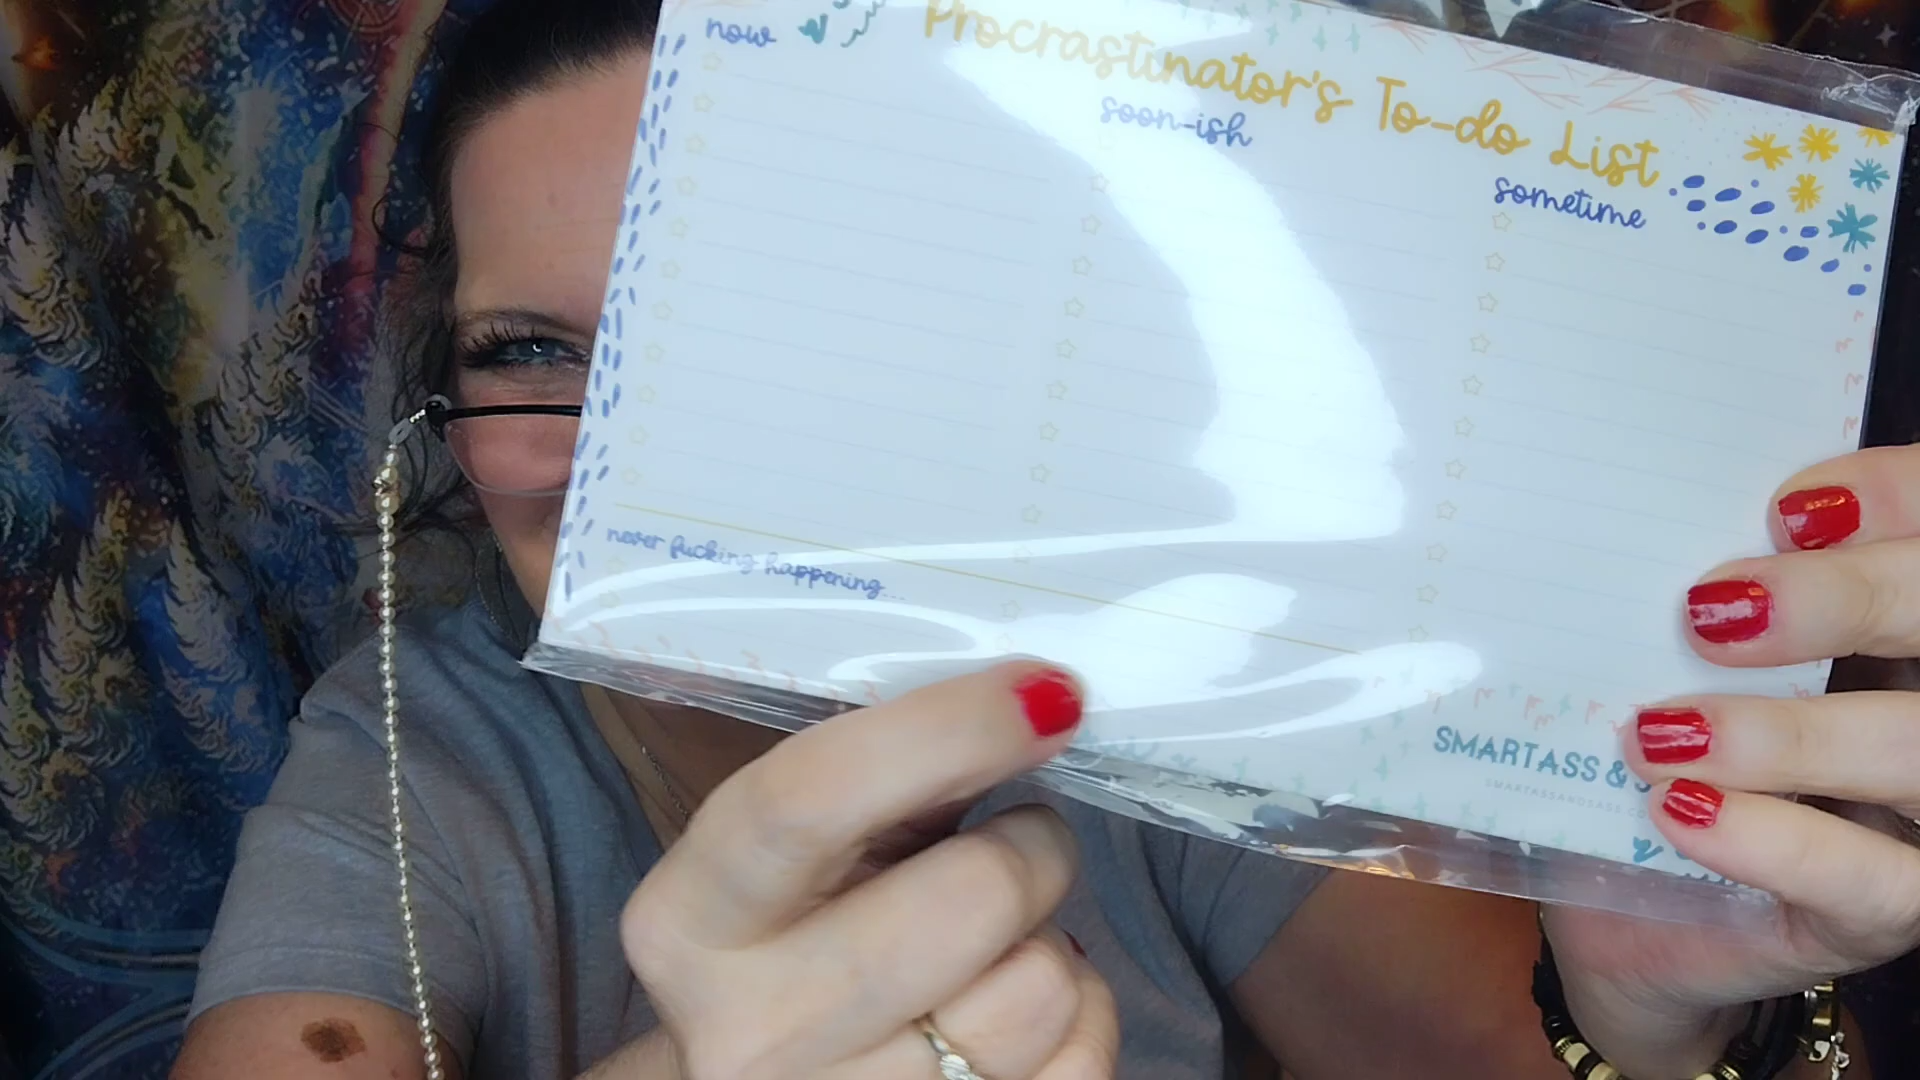 Procrastinator's To-do List
now
soon-ish
sometime
never fucking happening...
SMARTASS &